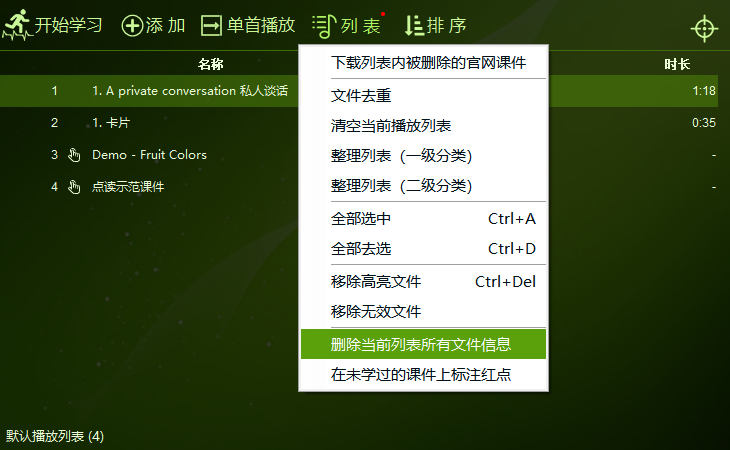 开始学习 添 加 单首播放 列 表 排 序
名称 时长
1 1. A private conversation 私人谈话 1:18
2 1. 卡片 0:35
3 Demo - Fruit Colors -
4 点读示范课件 -
下载列表内被删除的官网课件
文件去重
清空当前播放列表
整理列表（一级分类）
整理列表（二级分类）
全部选中 Ctrl+A
全部去选 Ctrl+D
移除高亮文件 Ctrl+Del
移除无效文件
删除当前列表所有文件信息
在未学过的课件上标注红点
默认播放列表 (4)